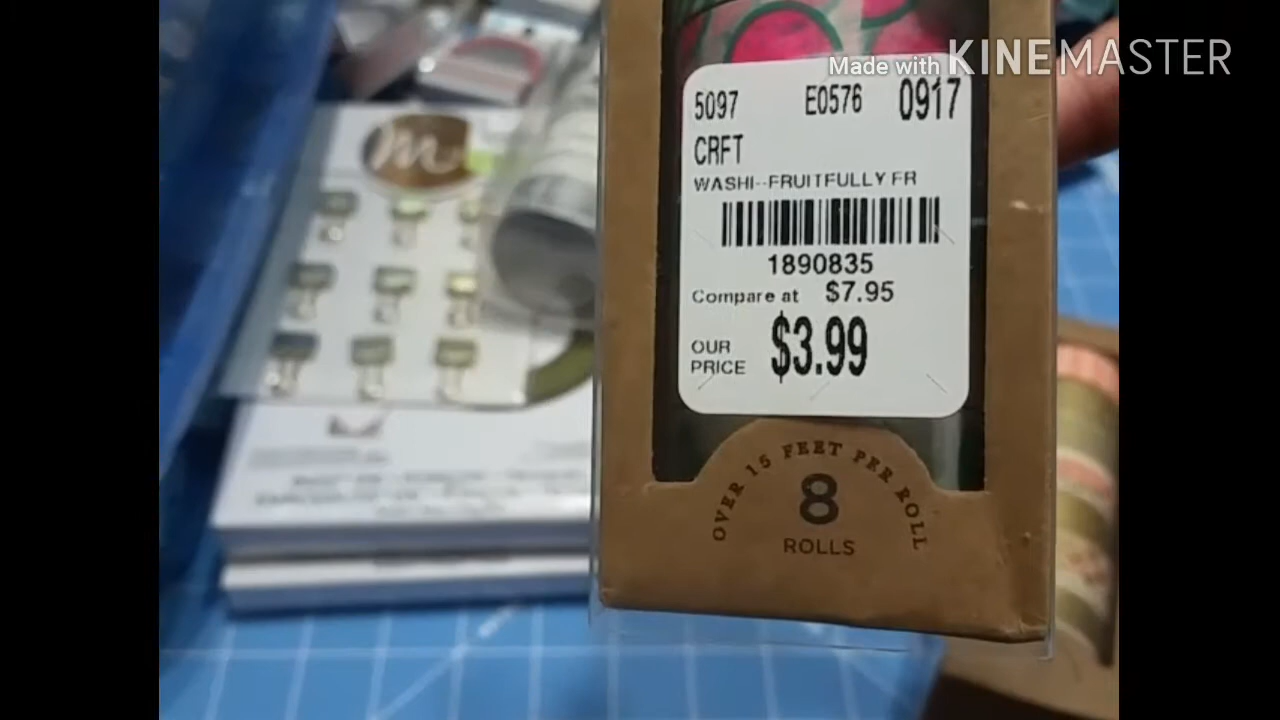 Made with KINEMASTER
5097 E0576 0917
CRFT
WASHI--FRUITFULLY FR
1890835
Compare at $7.95
OUR PRICE $3.99
OVER 15 FEET PER ROLL
8
ROLLS
m